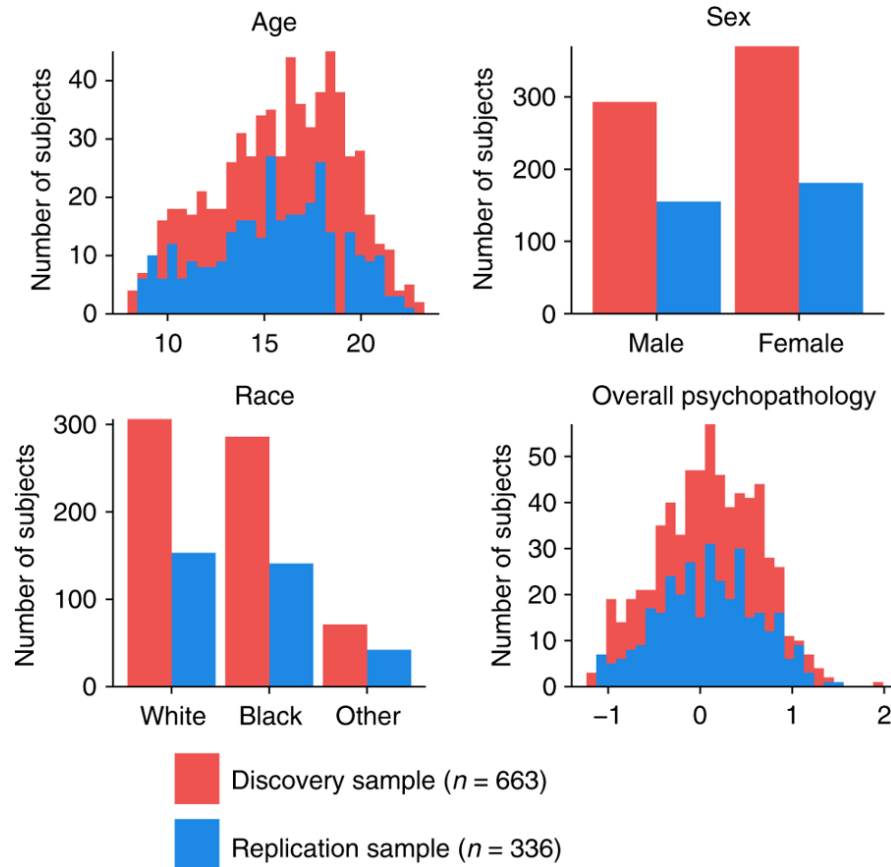 Age
Number of subjects
40
30
20
10
0
10 15 20
Sex
Number of subjects
300
200
100
0
Male Female
Race
Number of subjects
300
200
100
0
White Black Other
Overall psychopathology
Number of subjects
50
40
30
20
10
0
−1 0 1 2
Discovery sample (n = 663)
Replication sample (n = 336)